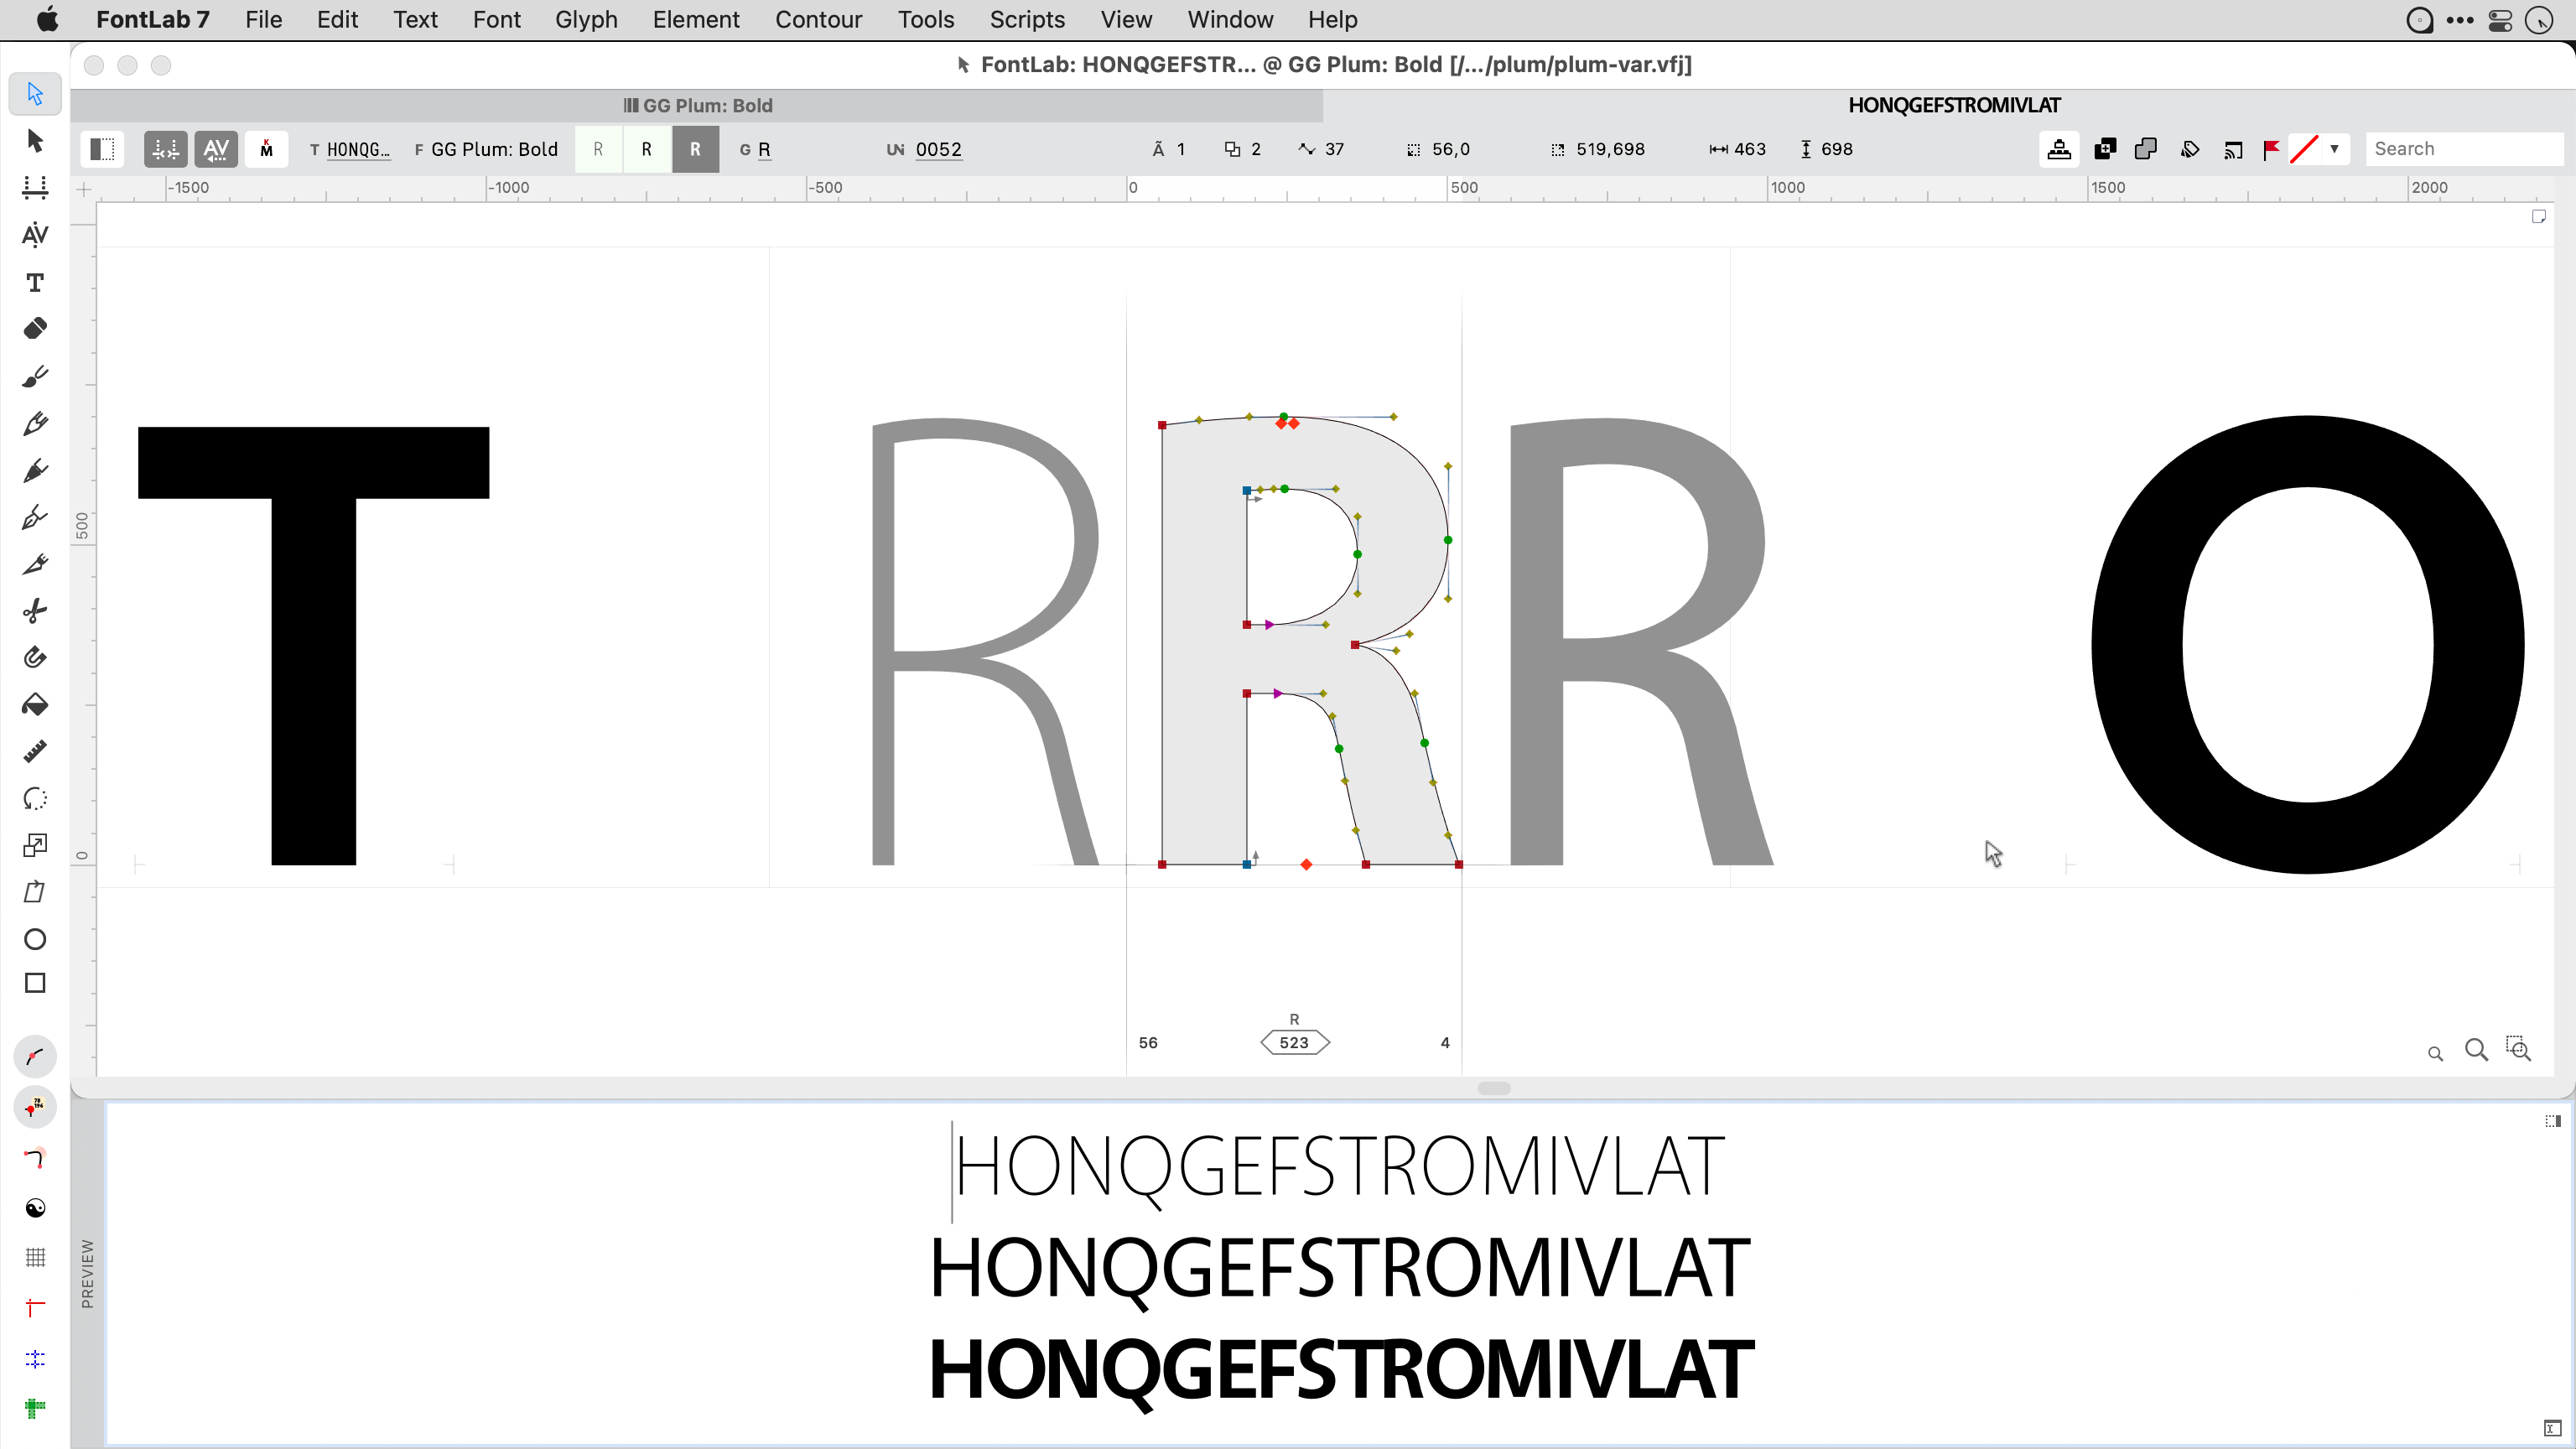 FontLab 7 File Edit Text Font Glyph Element Contour Tools Scripts View Window Help
FontLab: HONQGEFSTR... @ GG Plum: Bold [/.../plum/plum-var.vfj]
GG Plum: Bold HONQGEFSTROMIVLAT
T HONQG... F GG Plum: Bold R R R G R UN 0052 Ã 1 2 37 56,0 519,698 463 698 Search
-1500 -1000 -500 0 500 1000 1500 2000
500
0
T R R R O
R
56 523 4
PREVIEW
HONQGEFSTROMIVLAT
HONQGEFSTROMIVLAT
HONQGEFSTROMIVLAT